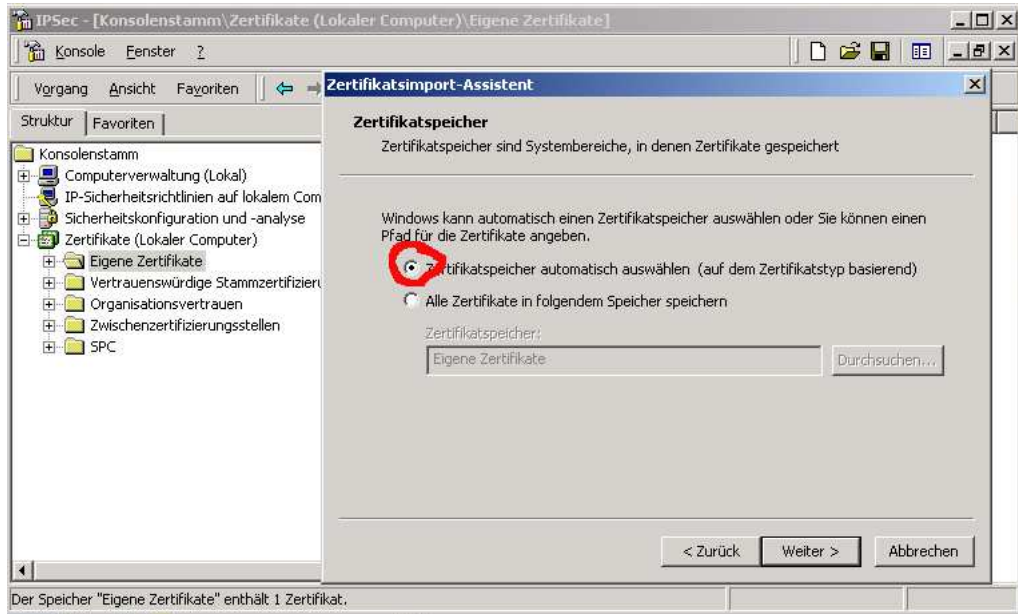 IPSec - [Konsolenstamm\Zertifikate (Lokaler Computer)\Eigene Zertifikate]
Konsole Fenster ?
Vorgang Ansicht Favoriten
Struktur Favoriten
Konsolenstamm
Computerverwaltung (Lokal)
IP-Sicherheitsrichtlinien auf lokalem Com
Sicherheitskonfiguration und -analyse
Zertifikate (Lokaler Computer)
Eigene Zertifikate
Vertrauenswürdige Stammzertifizieru
Organisationsvertrauen
Zwischenzertifizierungsstellen
SPC
Zertifikatsimport-Assistent
Zertifikatspeicher
Zertifikatspeicher sind Systembereiche, in denen Zertifikate gespeichert
Windows kann automatisch einen Zertifikatspeicher auswählen oder Sie können einen
Pfad für die Zertifikate angeben.
Zertifikatspeicher automatisch auswählen (auf dem Zertifikatstyp basierend)
Alle Zertifikate in folgendem Speicher speichern
Zertifikatspeicher:
Eigene Zertifikate
Durchsuchen...
< Zurück Weiter > Abbrechen
Der Speicher "Eigene Zertifikate" enthält 1 Zertifikat.